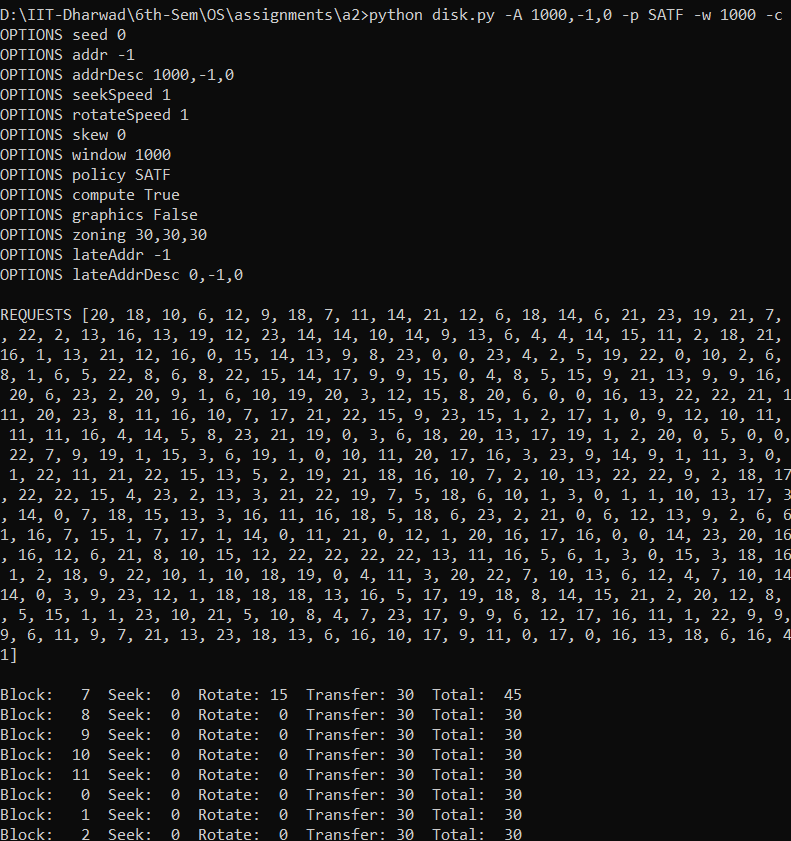 D:\IIT-Dharwad\6th-Sem\OS\assignments\a2>python disk.py -A 1000,-1,0 -p SATF -w 1000 -c
OPTIONS seed 0
OPTIONS addr -1
OPTIONS addrDesc 1000,-1,0
OPTIONS seekSpeed 1
OPTIONS rotateSpeed 1
OPTIONS skew 0
OPTIONS window 1000
OPTIONS policy SATF
OPTIONS compute True
OPTIONS graphics False
OPTIONS zoning 30,30,30
OPTIONS lateAddr -1
OPTIONS lateAddrDesc 0,-1,0
REQUESTS [20, 18, 10, 6, 12, 9, 18, 7, 11, 14, 21, 12, 6, 18, 14, 6, 21, 23, 19, 21, 7,
, 22, 2, 13, 16, 13, 19, 12, 23, 14, 14, 10, 14, 9, 13, 6, 4, 4, 14, 15, 11, 2, 18, 21,
16, 1, 13, 21, 12, 16, 0, 15, 14, 13, 9, 8, 23, 0, 0, 23, 4, 2, 5, 19, 22, 0, 10, 2, 6,
8, 1, 6, 5, 22, 8, 6, 8, 22, 15, 14, 17, 9, 9, 15, 0, 4, 8, 5, 15, 9, 21, 13, 9, 9, 16,
20, 6, 23, 2, 20, 9, 1, 6, 10, 19, 20, 3, 12, 15, 8, 20, 6, 0, 0, 16, 13, 22, 22, 21, 1
11, 20, 23, 8, 11, 16, 10, 7, 17, 21, 22, 15, 9, 23, 15, 1, 2, 17, 1, 0, 9, 12, 10, 11,
11, 11, 16, 4, 14, 5, 8, 23, 21, 19, 0, 3, 6, 18, 20, 13, 17, 19, 1, 2, 20, 0, 5, 0, 0,
22, 7, 9, 19, 1, 15, 3, 6, 19, 1, 0, 10, 11, 20, 17, 16, 3, 23, 9, 14, 9, 1, 11, 3, 0,
1, 22, 11, 21, 22, 15, 13, 5, 2, 19, 21, 18, 16, 10, 7, 2, 10, 13, 22, 22, 9, 2, 18, 17
, 22, 22, 15, 4, 23, 2, 13, 3, 21, 22, 19, 7, 5, 18, 6, 10, 1, 3, 0, 1, 1, 10, 13, 17, 3
, 14, 0, 7, 18, 15, 13, 3, 16, 11, 16, 18, 5, 18, 6, 23, 2, 21, 0, 6, 12, 13, 9, 2, 6, 6
1, 16, 7, 15, 1, 7, 17, 1, 14, 0, 11, 21, 0, 12, 1, 20, 16, 17, 16, 0, 0, 14, 23, 20, 16
, 16, 12, 6, 21, 8, 10, 15, 12, 22, 22, 22, 22, 13, 11, 16, 5, 6, 1, 3, 0, 15, 3, 18, 16
1, 2, 18, 9, 22, 10, 1, 10, 18, 19, 0, 4, 11, 3, 20, 22, 7, 10, 13, 6, 12, 4, 7, 10, 14
14, 0, 3, 9, 23, 12, 1, 18, 18, 18, 13, 16, 5, 17, 19, 18, 8, 14, 15, 21, 2, 20, 12, 8,
, 5, 15, 1, 1, 23, 10, 21, 5, 10, 8, 4, 7, 23, 17, 9, 9, 6, 12, 17, 16, 11, 1, 22, 9, 9,
9, 6, 11, 9, 7, 21, 13, 23, 18, 13, 6, 16, 10, 17, 9, 11, 0, 17, 0, 16, 13, 18, 6, 16, 4
1]
Block: 7 Seek: 0 Rotate: 15 Transfer: 30 Total: 45
Block: 8 Seek: 0 Rotate: 0 Transfer: 30 Total: 30
Block: 9 Seek: 0 Rotate: 0 Transfer: 30 Total: 30
Block: 10 Seek: 0 Rotate: 0 Transfer: 30 Total: 30
Block: 11 Seek: 0 Rotate: 0 Transfer: 30 Total: 30
Block: 0 Seek: 0 Rotate: 0 Transfer: 30 Total: 30
Block: 1 Seek: 0 Rotate: 0 Transfer: 30 Total: 30
Block: 2 Seek: 0 Rotate: 0 Transfer: 30 Total: 30